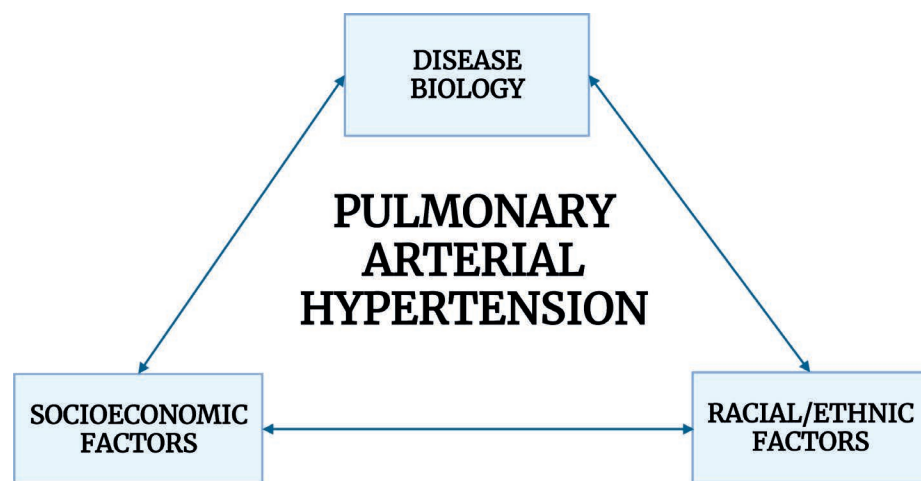 DISEASE
BIOLOGY
PULMONARY
ARTERIAL
HYPERTENSION
SOCIOECONOMIC
FACTORS
RACIAL/ETHNIC
FACTORS